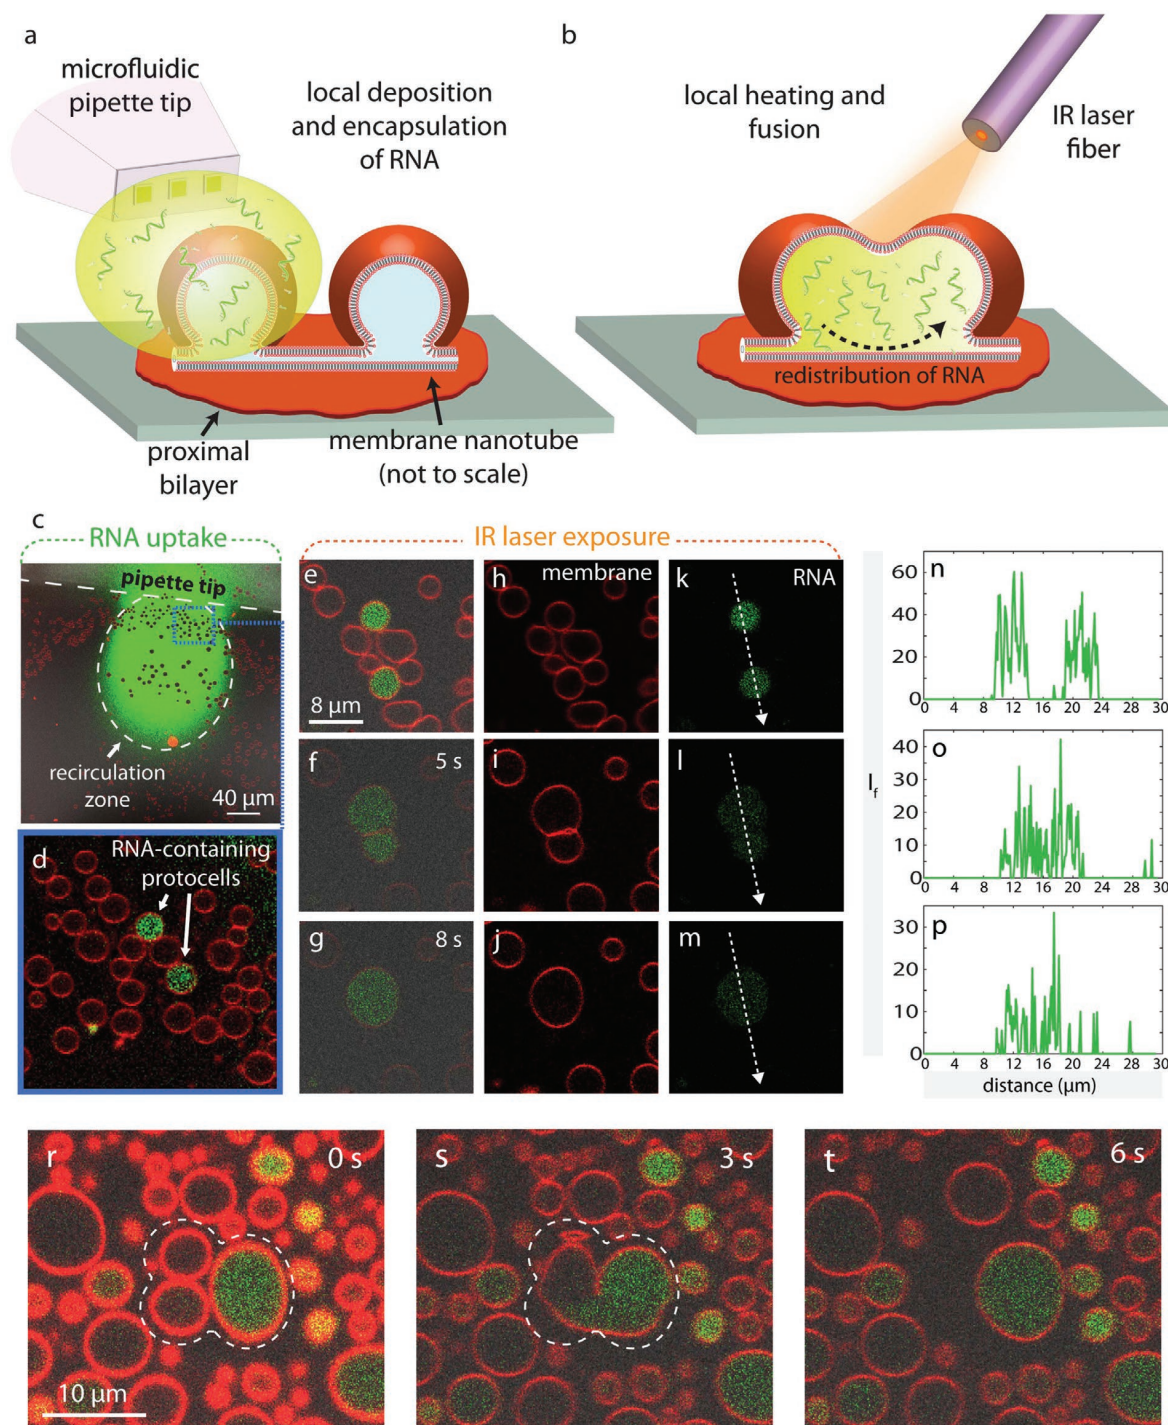 a
microfluidic
pipette tip
local deposition
and encapsulation
of RNA
proximal
bilayer
membrane nanotube
(not to scale)
b
local heating and
fusion
IR laser
fiber
redistribution of RNA
c
RNA uptake
pipette tip
recirculation
zone
40 μm
d
RNA-containing
protocells
IR laser exposure
e
8 μm
h
membrane
k
RNA
f
5 s
i
l
g
8 s
j
m
n
60
40
20
0
0 4 8 12 16 20 24 28 30
o
40
30
20
10
0
0 4 8 12 16 20 24 28 30
I_f
p
30
20
10
0
0 4 8 12 16 20 24 28 30
distance (μm)
r
0 s
10 μm
s
3 s
t
6 s